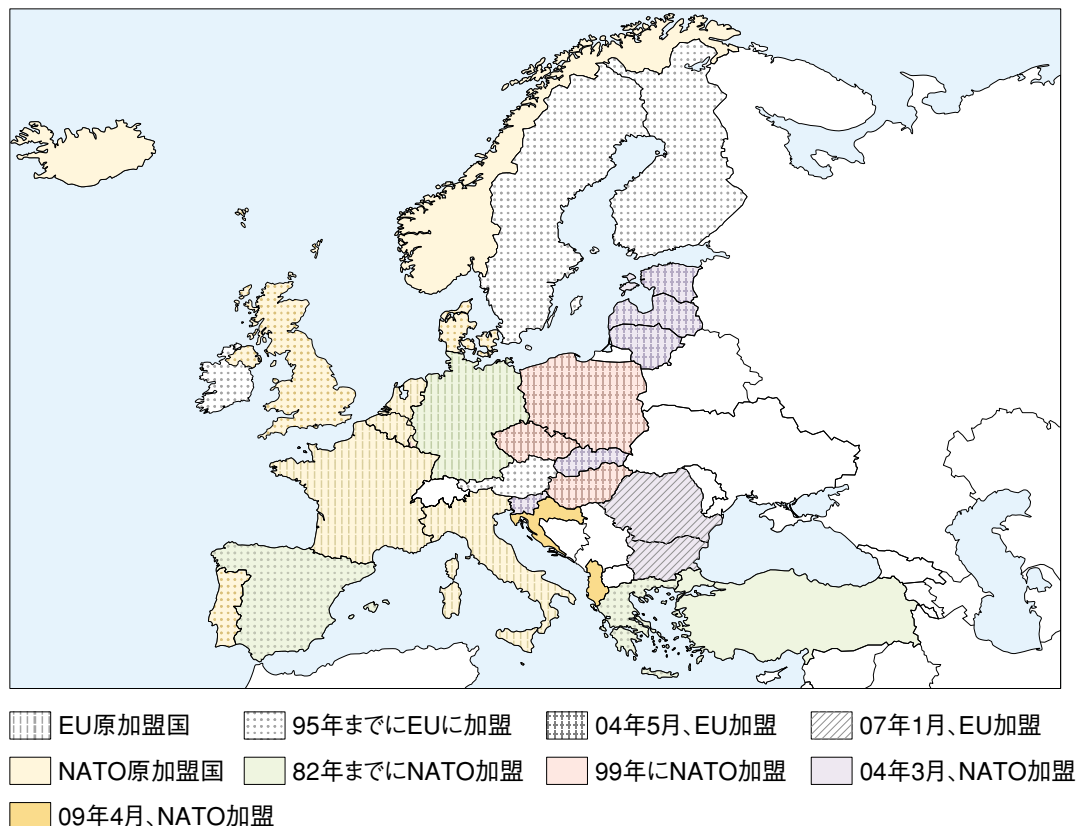 EU原加盟国 95年までにEUに加盟 04年5月、EU加盟 07年1月、EU加盟
NATO原加盟国 82年までにNATO加盟 99年にNATO加盟 04年3月、NATO加盟
09年4月、NATO加盟